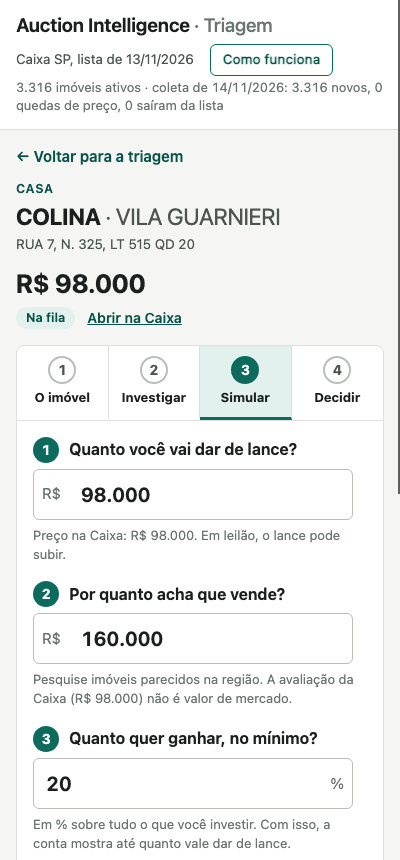 Auction Intelligence · Triagem
Caixa SP, lista de 13/11/2026 Como funciona
3.316 imóveis ativos · coleta de 14/11/2026: 3.316 novos, 0
quedas de preço, 0 saíram da lista
← Voltar para a triagem
CASA
COLINA · VILA GUARNIERI
RUA 7, N. 325, LT 515 QD 20
R$ 98.000
Na fila Abrir na Caixa
1 2 3 4
O imóvel Investigar Simular Decidir
1 Quanto você vai dar de lance?
R$ 98.000
Preço na Caixa: R$ 98.000. Em leilão, o lance pode
subir.
2 Por quanto acha que vende?
R$ 160.000
Pesquise imóveis parecidos na região. A avaliação da
Caixa (R$ 98.000) não é valor de mercado.
3 Quanto quer ganhar, no mínimo?
20 %
Em % sobre tudo o que você investir. Com isso, a
conta mostra até quanto vale dar de lance.